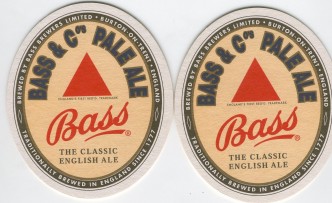 BREWED BY BASS BREWERS LIMITED • BURTON-ON-TRENT • ENGLAND
BASS & Cº PALE ALE
ENGLAND'S FIRST REGD. TRADEMARK
Bass ®
THE CLASSIC
ENGLISH ALE
TRADITIONALLY BREWED IN ENGLAND SINCE 1777
BREWED BY BASS BREWERS LIMITED • BURTON-ON-TRENT • ENGLAND
BASS & Cº PALE ALE
ENGLAND'S FIRST REGD. TRADEMARK
Bass ®
THE CLASSIC
ENGLISH ALE
TRADITIONALLY BREWED IN ENGLAND SINCE 1777